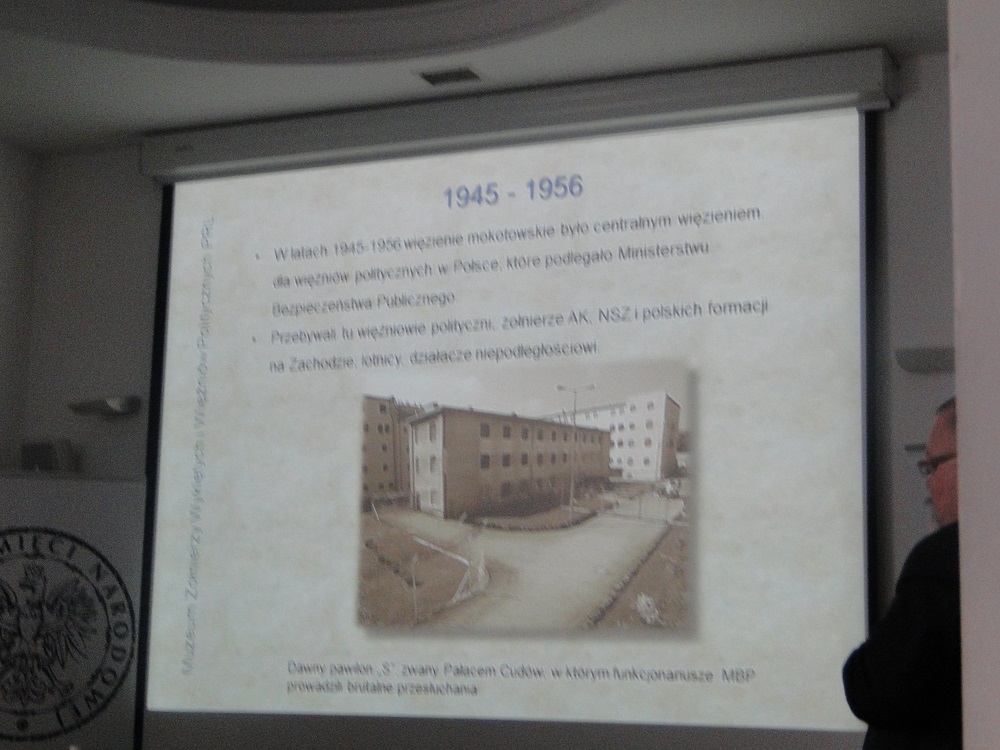 1945 - 1956
• W latach 1945-1956 więzienie mokotowskie było centralnym więzieniem
dla więźniów politycznych w Polsce, które podlegało Ministerstwu
Bezpieczeństwa Publicznego
• Przebywali tu więźniowie polityczni, żołnierze AK, NSZ i polskich formacji
na Zachodzie, lotnicy, działacze niepodległościowi.
Dawny pawilon „S”, zwany Pałacem Cudów, w którym funkcjonariusze MBP
prowadzili brutalne przesłuchania
Muzeum Żołnierzy Wyklętych i Więźniów Politycznych PRL
MIĘCI NARODOWEJ